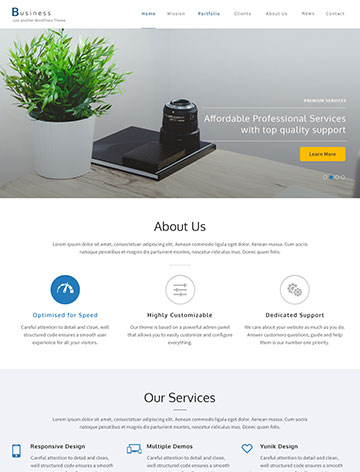 Business
Just another WordPress Theme
Home Mission Portfolio Clients About Us News Contact
PREMIUM SERVICES
Affordable Professional Services
with top quality support
Learn More
About Us
Lorem ipsum dolor sit amet, consectetuer adipiscing elit. Aenean commodo ligula eget dolor. Aenean massa. Cum sociis
natoque penatibus et magnis dis parturient montes, nascetur ridiculus mus. Donec quam felis.
Optimised for Speed
Careful attention to detail and clean, well
structured code ensures a smooth user
experience for all your visitors.
Highly Customizable
Our theme is based on a powerful admin panel
that allows you to easily customize and configure
everything.
Dedicated Support
We care about your website as much as you do.
Answer customers questions, guide and help
them is our number one priority.
Our Services
Lorem ipsum dolor sit amet, consectetuer adipiscing elit. Aenean commodo ligula eget dolor. Aenean massa. Cum sociis
natoque penatibus et magnis dis parturient montes, nascetur ridiculus mus. Donec quam felis.
Responsive Design
Careful attention to detail and clean, well
structured code ensures a smooth
Multiple Demos
Careful attention to detail and clean, well
structured code ensures a smooth
Yunik Design
Careful attention to detail and clean, well
structured code ensures a smooth